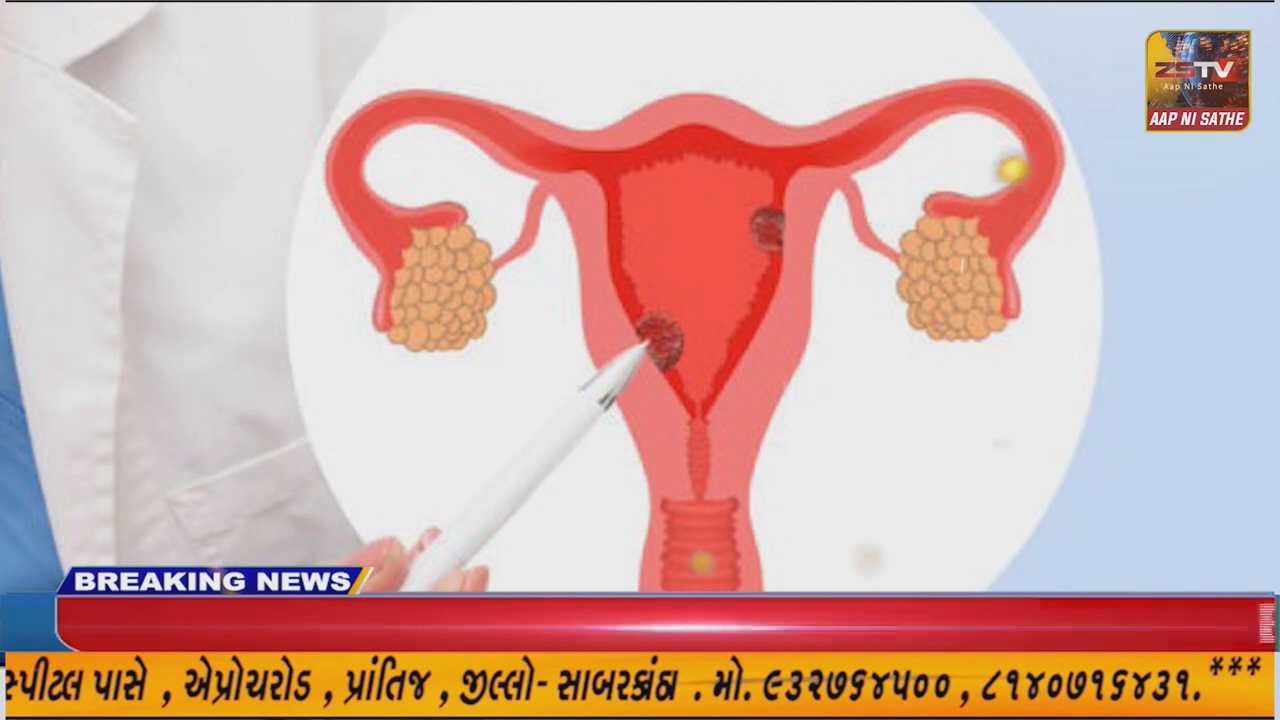 ZSTV
Aap Ni Sathe
AAP NI SATHE
BREAKING NEWS
સ્પીટલ પાસે , એપ્રોચરોડ , પ્રાંતિજ , જીલ્લો- સાબરકાંઠા . મો. ૯૩૨૭૬૪૫૦૦ , ૮૧૪૦૭૧૬૪૩૧. ***